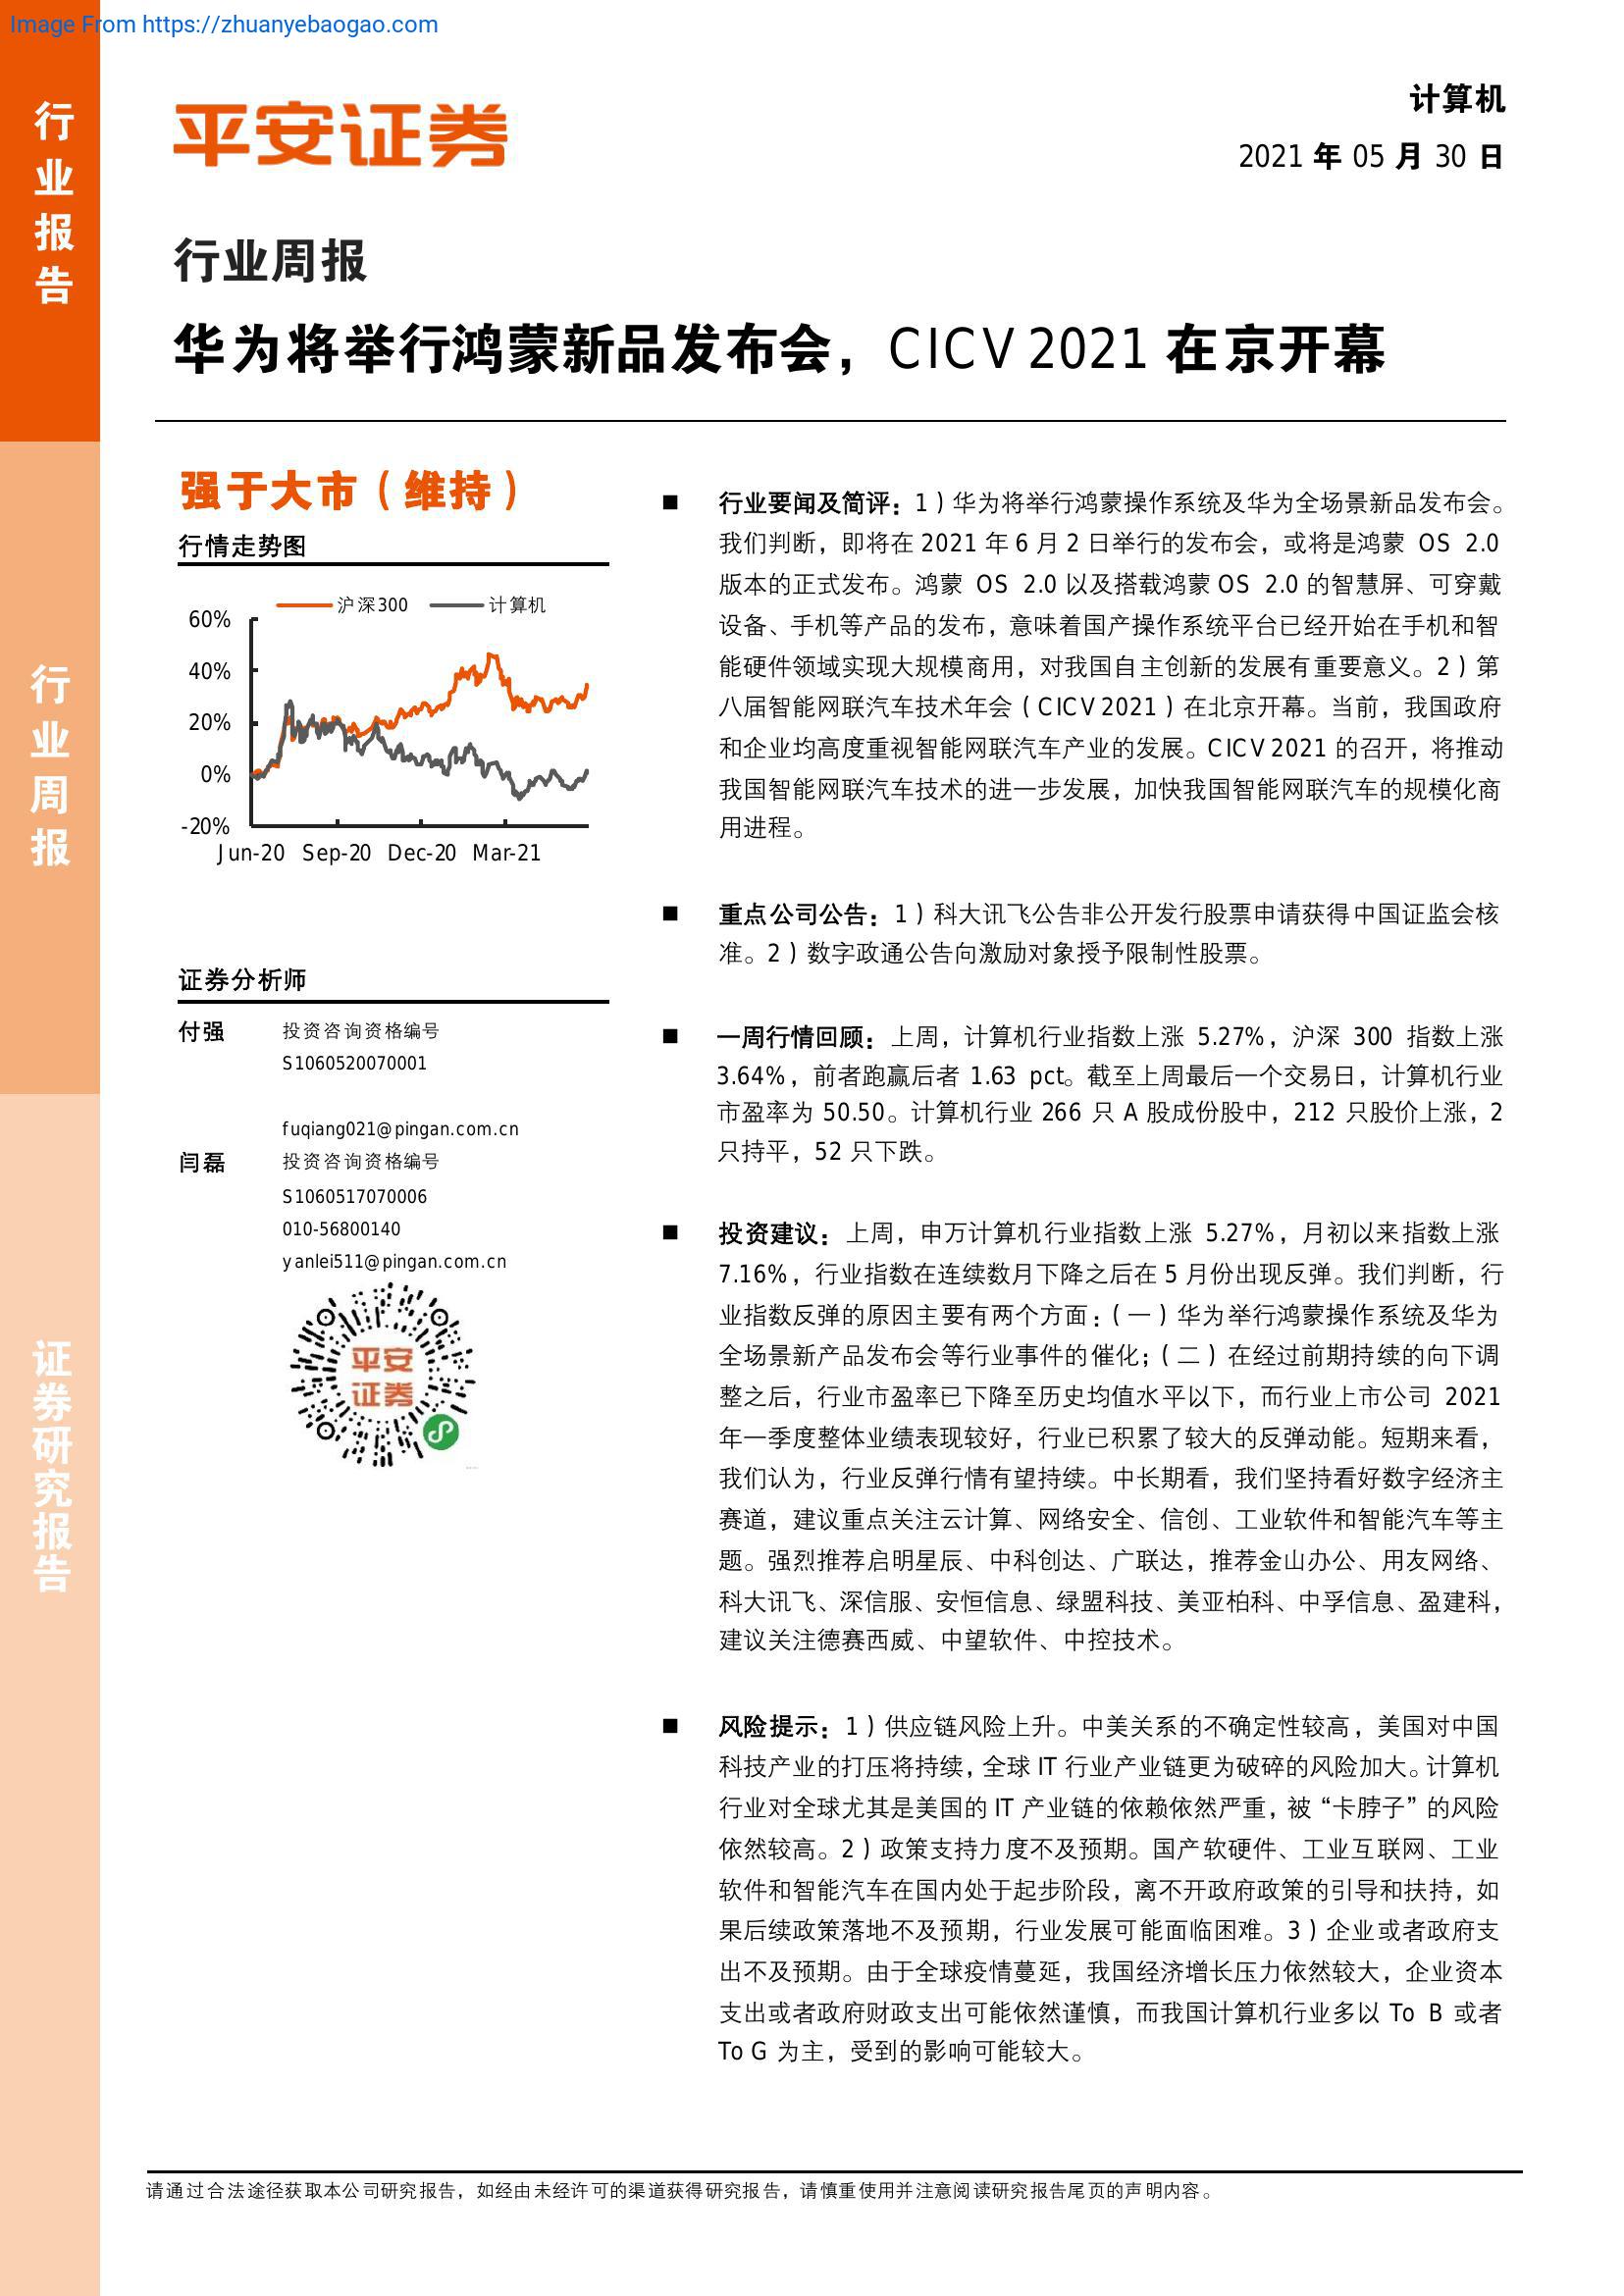 Image From https://zhuanyebaogao.com
行业报告
行业周报
证券研究报告
平安证券
计算机
2021 年 05 月 30 日
行业周报
华为将举行鸿蒙新品发布会，CICV 2021 在京开幕
强于大市（维持）
行情走势图
沪深300 计算机
60%
40%
20%
0%
-20%
Jun-20 Sep-20 Dec-20 Mar-21
证券分析师
付强 投资咨询资格编号
S1060520070001
fuqiang021@pingan.com.cn
闫磊 投资咨询资格编号
S1060517070006
010-56800140
yanlei511@pingan.com.cn
平安
证券
■ 行业要闻及简评：1）华为将举行鸿蒙操作系统及华为全场景新品发布会。
我们判断，即将在 2021 年 6 月 2 日举行的发布会，或将是鸿蒙 OS 2.0
版本的正式发布。鸿蒙 OS 2.0 以及搭载鸿蒙 OS 2.0 的智慧屏、可穿戴
设备、手机等产品的发布，意味着国产操作系统平台已经开始在手机和智
能硬件领域实现大规模商用，对我国自主创新的发展有重要意义。2）第
八届智能网联汽车技术年会（CICV 2021）在北京开幕。当前，我国政府
和企业均高度重视智能网联汽车产业的发展。CICV 2021 的召开，将推动
我国智能网联汽车技术的进一步发展，加快我国智能网联汽车的规模化商
用进程。
■ 重点公司公告：1）科大讯飞公告非公开发行股票申请获得中国证监会核
准。2）数字政通公告向激励对象授予限制性股票。
■ 一周行情回顾：上周，计算机行业指数上涨 5.27%，沪深 300 指数上涨
3.64%，前者跑赢后者 1.63 pct。截至上周最后一个交易日，计算机行业
市盈率为 50.50。计算机行业 266 只 A 股成份股中，212 只股价上涨，2
只持平，52 只下跌。
■ 投资建议：上周，申万计算机行业指数上涨 5.27%，月初以来指数上涨
7.16%，行业指数在连续数月下降之后在 5 月份出现反弹。我们判断，行
业指数反弹的原因主要有两个方面：（一）华为举行鸿蒙操作系统及华为
全场景新产品发布会等行业事件的催化；（二）在经过前期持续的向下调
整之后，行业市盈率已下降至历史均值水平以下，而行业上市公司 2021
年一季度整体业绩表现较好，行业已积累了较大的反弹动能。短期来看，
我们认为，行业反弹行情有望持续。中长期看，我们坚持看好数字经济主
赛道，建议重点关注云计算、网络安全、信创、工业软件和智能汽车等主
题。强烈推荐启明星辰、中科创达、广联达，推荐金山办公、用友网络、
科大讯飞、深信服、安恒信息、绿盟科技、美亚柏科、中孚信息、盈建科，
建议关注德赛西威、中望软件、中控技术。
■ 风险提示：1）供应链风险上升。中美关系的不确定性较高，美国对中国
科技产业的打压将持续，全球 IT 行业产业链更为破碎的风险加大。计算机
行业对全球尤其是美国的 IT 产业链的依赖依然严重，被“卡脖子”的风险
依然较高。2）政策支持力度不及预期。国产软硬件、工业互联网、工业
软件和智能汽车在国内处于起步阶段，离不开政府政策的引导和扶持，如
果后续政策落地不及预期，行业发展可能面临困难。3）企业或者政府支
出不及预期。由于全球疫情蔓延，我国经济增长压力依然较大，企业资本
支出或者政府财政支出可能依然谨慎，而我国计算机行业多以 To B 或者
To G 为主，受到的影响可能较大。
请通过合法途径获取本公司研究报告，如经由未经许可的渠道获得研究报告，请慎重使用并注意阅读研究报告尾页的声明内容。